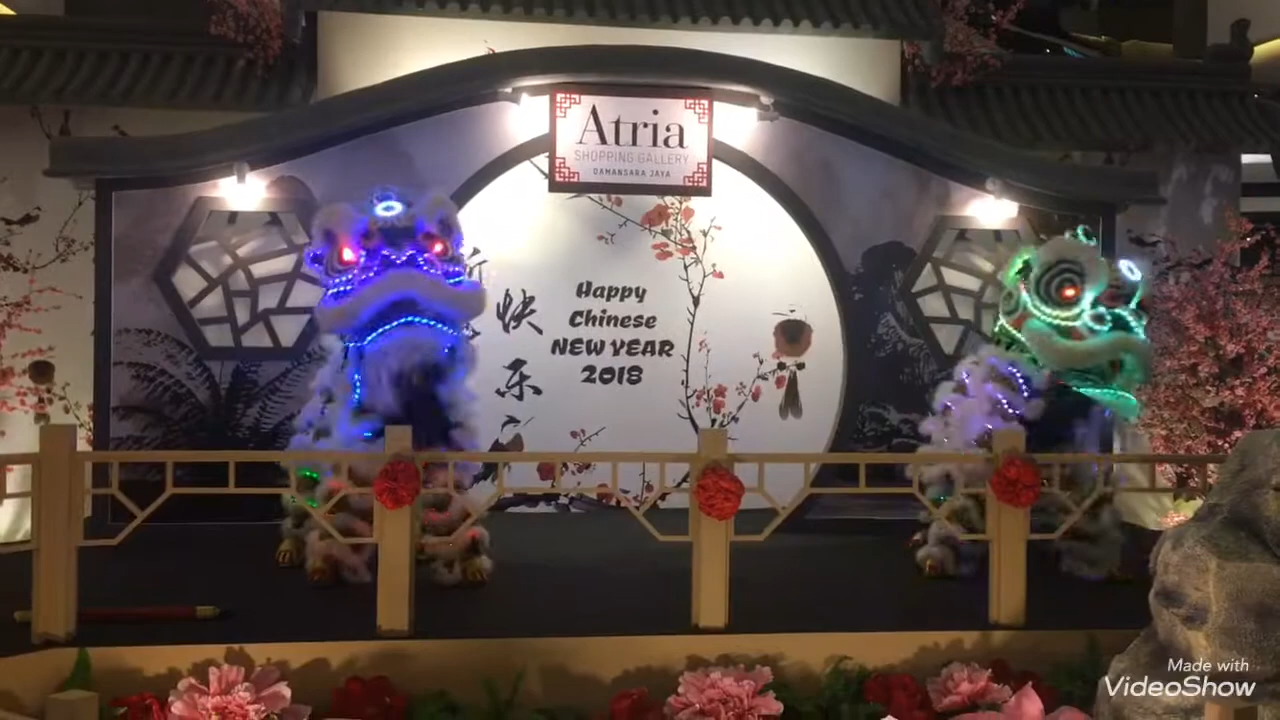 Atria
SHOPPING GALLERY
DAMANSARA JAYA
快
乐
Happy
Chinese
NEW YEAR
2018
Made with
VideoShow